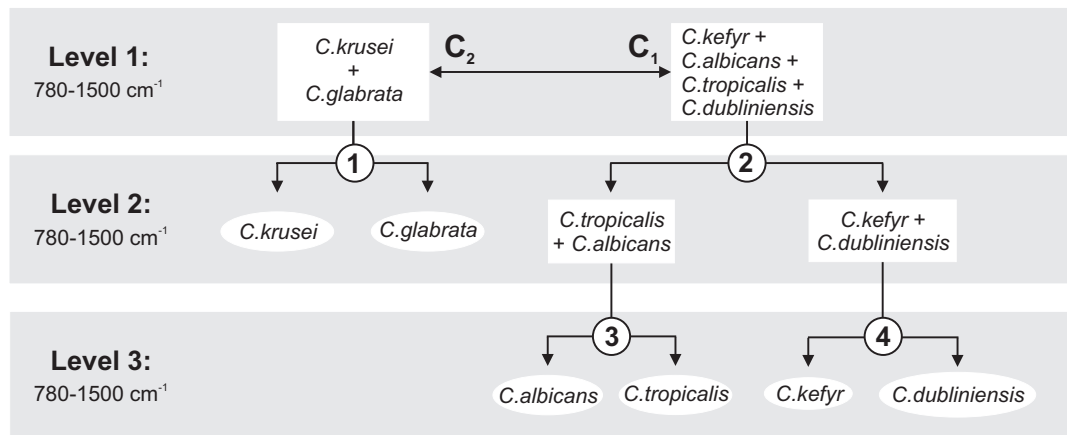 Level 1:
780-1500 cm⁻¹
C.krusei
+
C.glabrata
C₂
C₁
C.kefyr +
C.albicans +
C.tropicalis +
C.dubliniensis
1
2
Level 2:
780-1500 cm⁻¹
C.krusei
C.glabrata
C.tropicalis
+ C.albicans
C.kefyr +
C.dubliniensis
3
4
Level 3:
780-1500 cm⁻¹
C.albicans
C.tropicalis
C.kefyr
C.dubliniensis